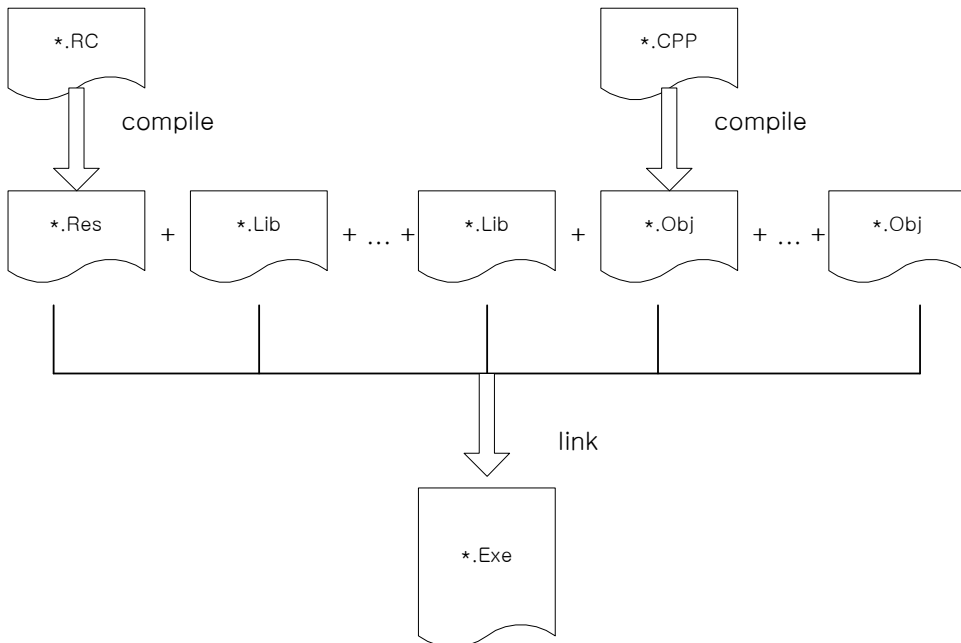 *.RC
*.CPP
compile
compile
*.Res + *.Lib + ... + *.Lib + *.Obj + ... + *.Obj
link
*.Exe